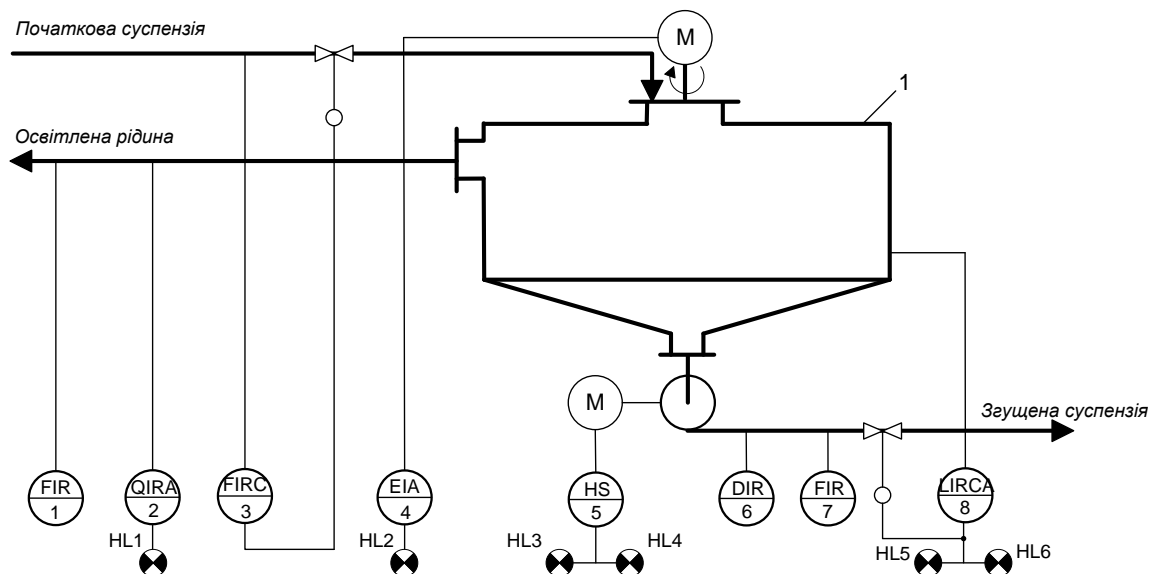 Початкова суспензія
M
1
Освітлена рідина
M
Згущена суспензія
FIR
1
QIRA
2
FIRC
3
EIA
4
HS
5
DIR
6
FIR
7
LIRCA
8
HL1
HL2
HL3
HL4
HL5
HL6